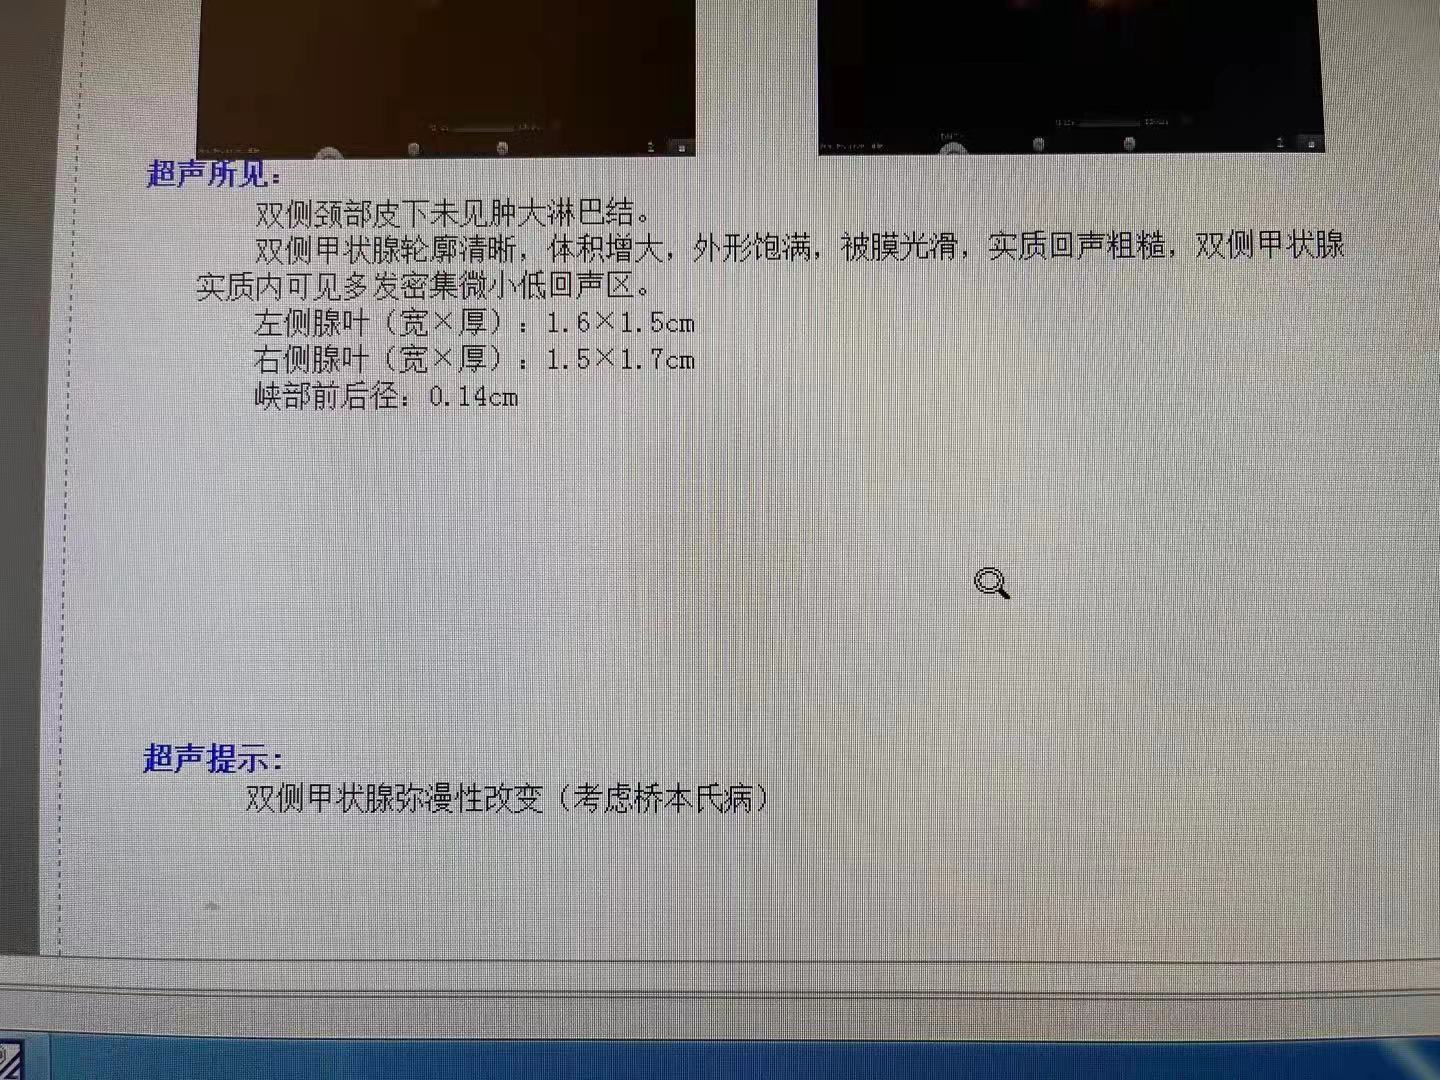 超声所见：
双侧颈部皮下未见肿大淋巴结。
双侧甲状腺轮廓清晰，体积增大，外形饱满，被膜光滑，实质回声粗糙，双侧甲状腺
实质内可见多发密集微小低回声区。
左侧腺叶（宽×厚）：1.6×1.5cm
右侧腺叶（宽×厚）：1.5×1.7cm
峡部前后径：0.14cm
超声提示：
双侧甲状腺弥漫性改变（考虑桥本氏病）